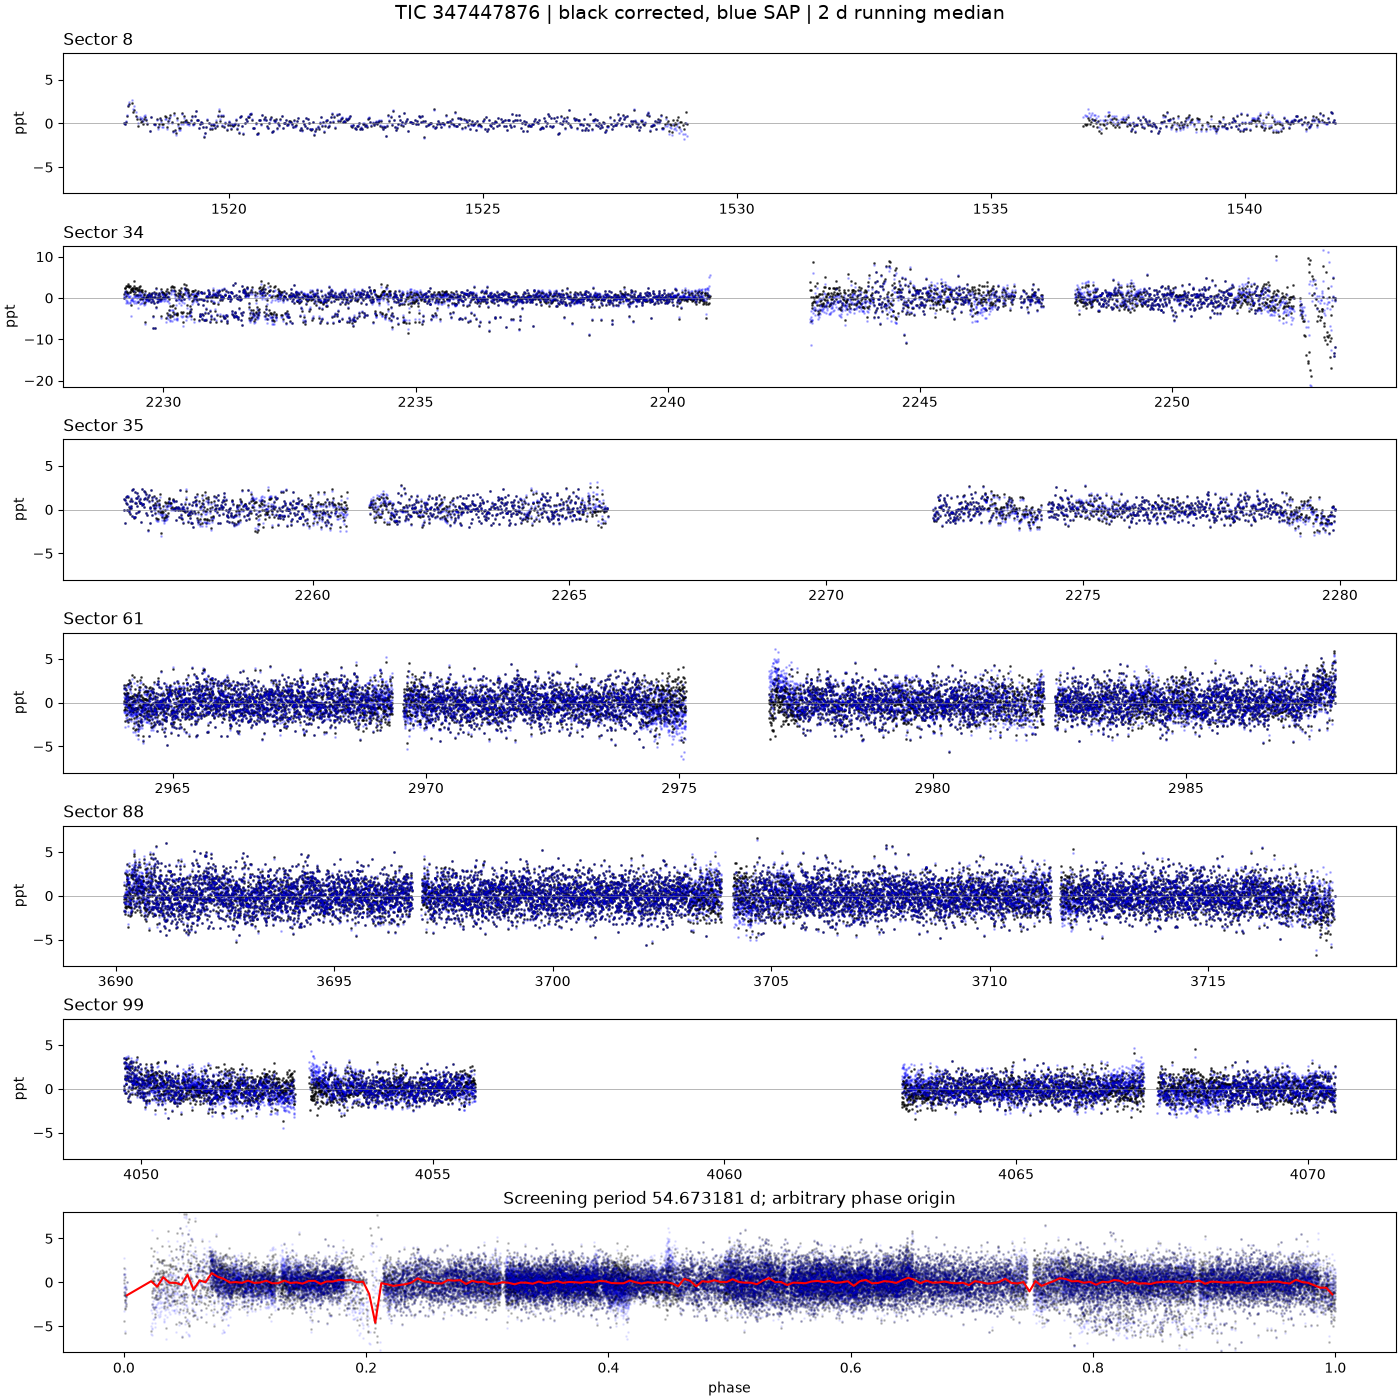 TIC 347447876 | black corrected, blue SAP | 2 d running median
Sector 8
ppt
5
0
−5
1520 1525 1530 1535 1540
Sector 34
ppt
10
0
−10
−20
2230 2235 2240 2245 2250
Sector 35
ppt
5
0
−5
2260 2265 2270 2275 2280
Sector 61
ppt
5
0
−5
2965 2970 2975 2980 2985
Sector 88
ppt
5
0
−5
3690 3695 3700 3705 3710 3715
Sector 99
ppt
5
0
−5
4050 4055 4060 4065 4070
Screening period 54.673181 d; arbitrary phase origin
ppt
5
0
−5
0.0 0.2 0.4 0.6 0.8 1.0
phase